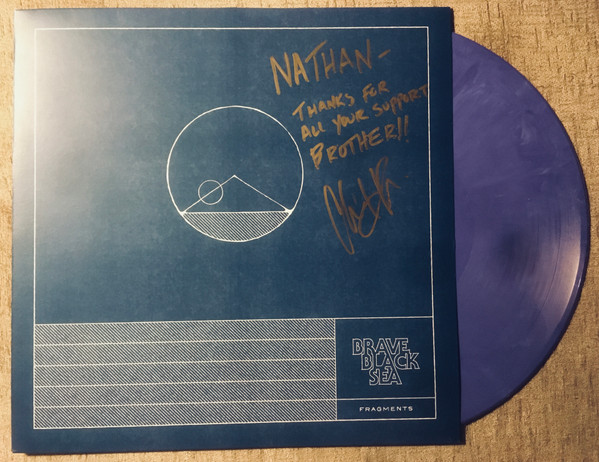 NATHAN-
THANKS FOR
ALL YOUR SUPPORT
BROTHER!!
BRAVE
BLACK
SEA
FRAGMENTS